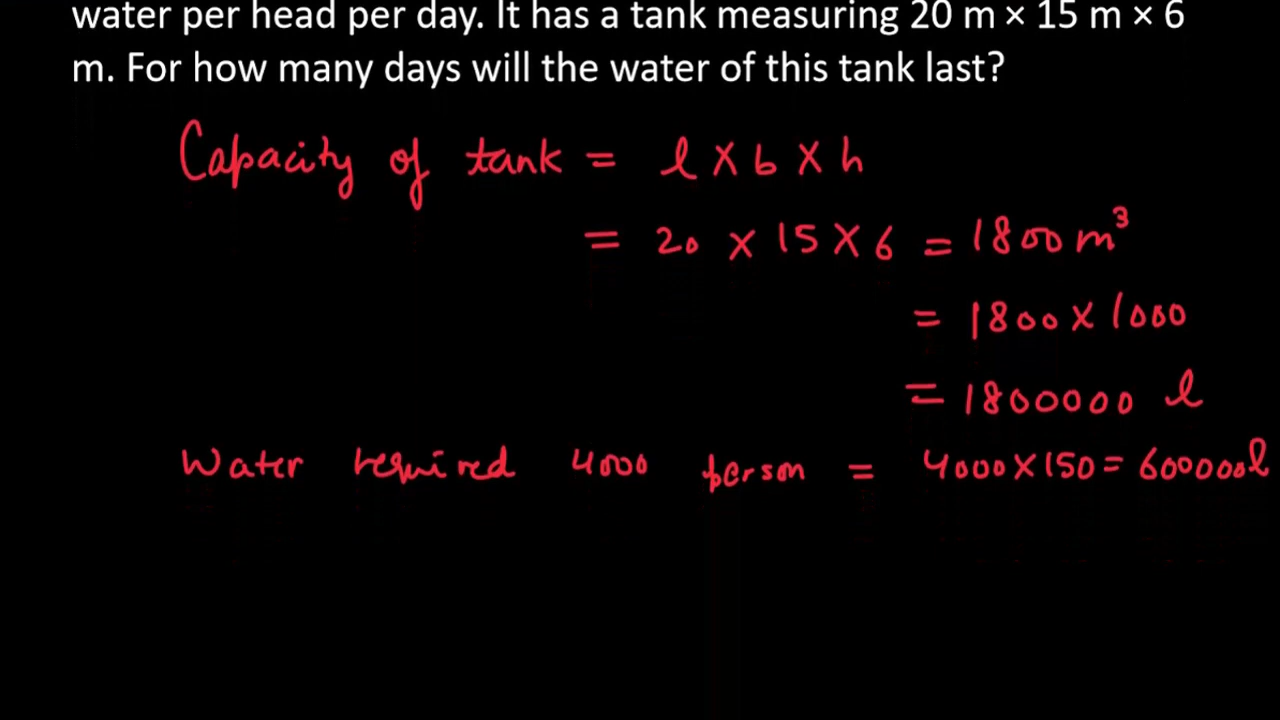 water per head per day. It has a tank measuring 20 m × 15 m × 6
m. For how many days will the water of this tank last?
Capacity of tank = l × b × h
= 20 × 15 × 6 = 1800 m³
= 1800 × 1000
= 1800000 l
Water required 4000 person = 4000 × 150 = 600000l